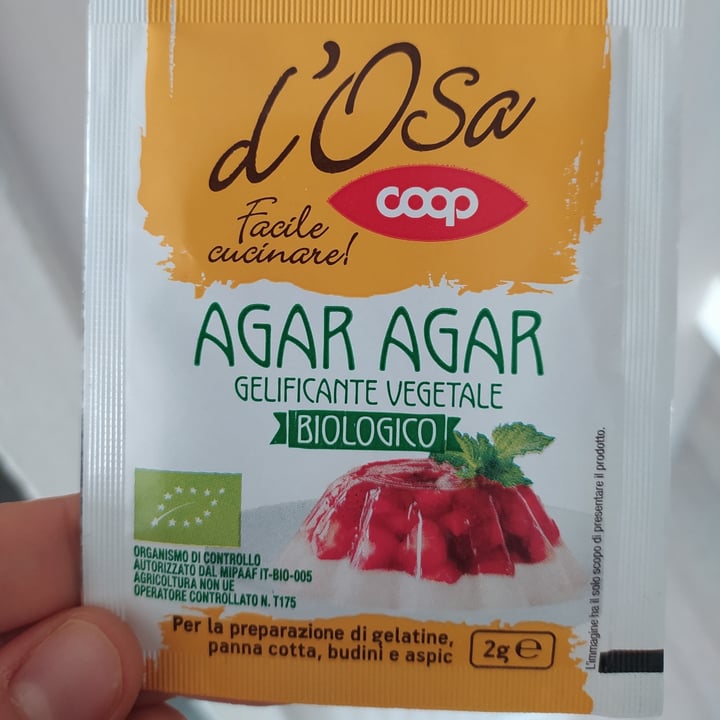 d'Osa
coop
Facile
cucinare!
AGAR AGAR
GELIFICANTE VEGETALE
BIOLOGICO
ORGANISMO DI CONTROLLO
AUTORIZZATO DAL MIPAAF IT-BIO-005
AGRICOLTURA NON UE
OPERATORE CONTROLLATO N. T175
Per la preparazione di gelatine,
panna cotta, budini e aspic
2g e
L'immagine ha il solo scopo di presentare il prodotto.